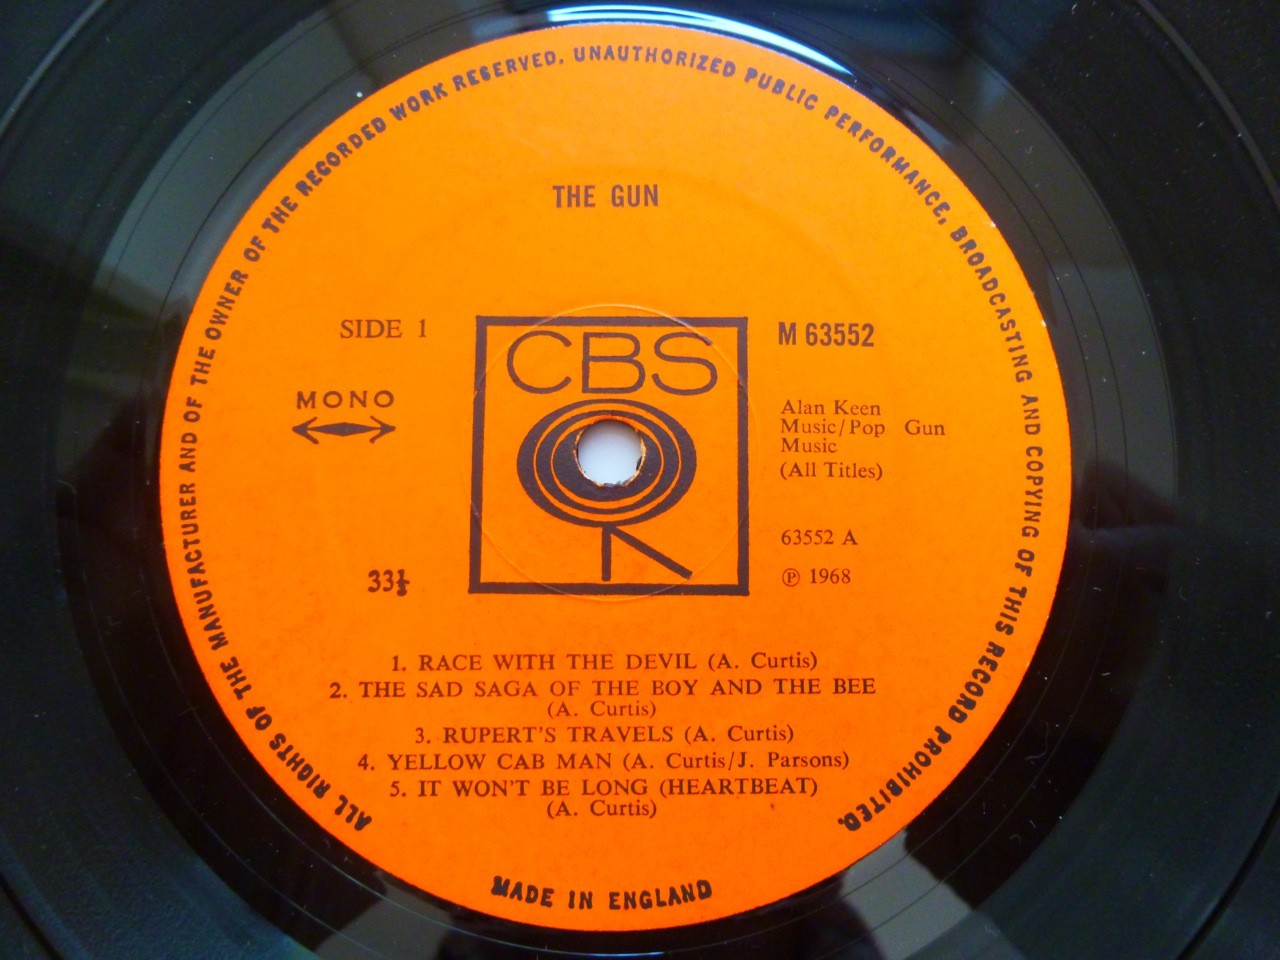 ALL RIGHTS OF THE MANUFACTURER AND OF THE OWNER OF THE RECORDED WORK RESERVED. UNAUTHORIZED PUBLIC PERFORMANCE, BROADCASTING AND COPYING OF THIS RECORD PROHIBITED.
THE GUN
SIDE 1
MONO
33⅓
CBS
M 63552
Alan Keen
Music/Pop Gun
Music
(All Titles)
63552 A
℗ 1968
1. RACE WITH THE DEVIL (A. Curtis)
2. THE SAD SAGA OF THE BOY AND THE BEE
(A. Curtis)
3. RUPERT'S TRAVELS (A. Curtis)
4. YELLOW CAB MAN (A. Curtis/J. Parsons)
5. IT WON'T BE LONG (HEARTBEAT)
(A. Curtis)
MADE IN ENGLAND